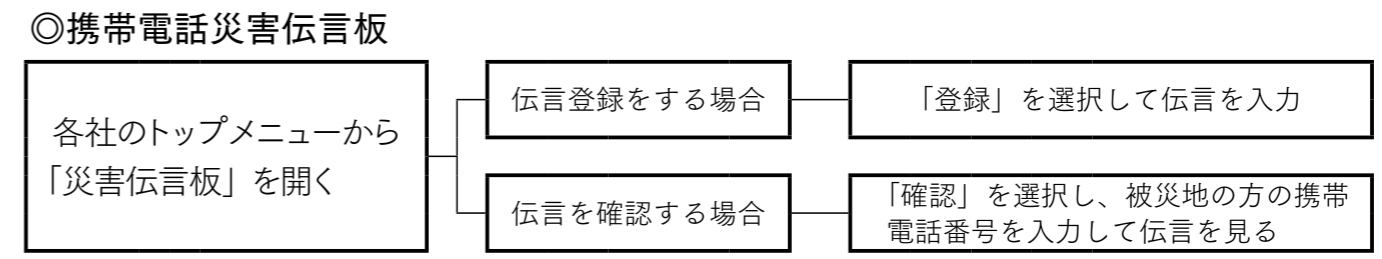 ◎携帯電話災害伝言板
各社のトップメニューから
「災害伝言板」を開く
伝言登録をする場合
「登録」を選択して伝言を入力
伝言を確認する場合
「確認」を選択し、被災地の方の携帯
電話番号を入力して伝言を見る